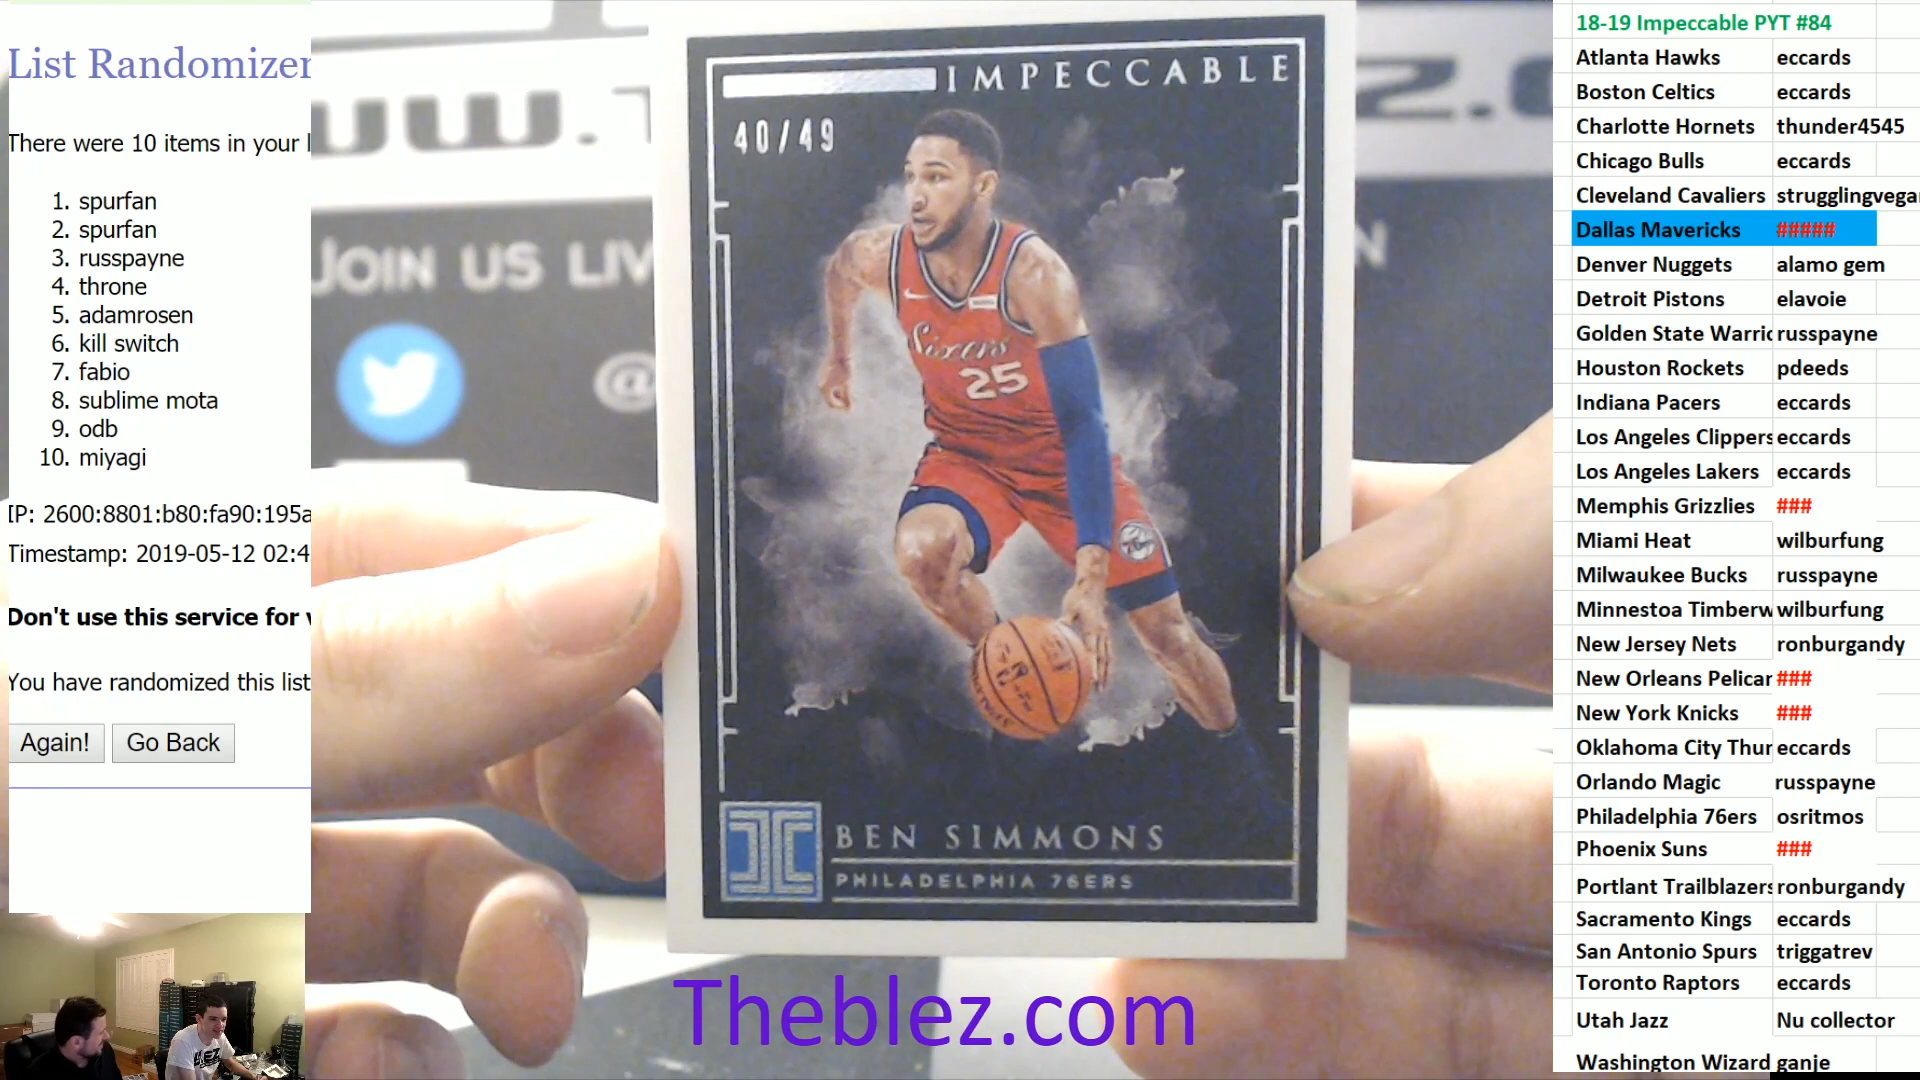 List Randomizer
There were 10 items in your l
1. spurfan
2. spurfan
3. russpayne
4. throne
5. adamrosen
6. kill switch
7. fabio
8. sublime mota
9. odb
10. miyagi
IP: 2600:8801:b80:fa90:195a
Timestamp: 2019-05-12 02:4
Don't use this service for
You have randomized this list
Again! Go Back
JOIN US LIV
@
IMPECCABLE
40/49
Sixers
25
BEN SIMMONS
PHILADELPHIA 76ERS
Theblez.com
18-19 Impeccable PYT #84
Atlanta Hawks eccards
Boston Celtics eccards
Charlotte Hornets thunder4545
Chicago Bulls eccards
Cleveland Cavaliers strugglingvega
Dallas Mavericks #####
Denver Nuggets alamo gem
Detroit Pistons elavoie
Golden State Warric russpayne
Houston Rockets pdeeds
Indiana Pacers eccards
Los Angeles Clippers eccards
Los Angeles Lakers eccards
Memphis Grizzlies ###
Miami Heat wilburfung
Milwaukee Bucks russpayne
Minnestoa Timberw wilburfung
New Jersey Nets ronburgandy
New Orleans Pelicar ###
New York Knicks ###
Oklahoma City Thur eccards
Orlando Magic russpayne
Philadelphia 76ers osritmos
Phoenix Suns ###
Portlant Trailblazers ronburgandy
Sacramento Kings eccards
San Antonio Spurs triggatrev
Toronto Raptors eccards
Utah Jazz Nu collector
Washington Wizard ganje